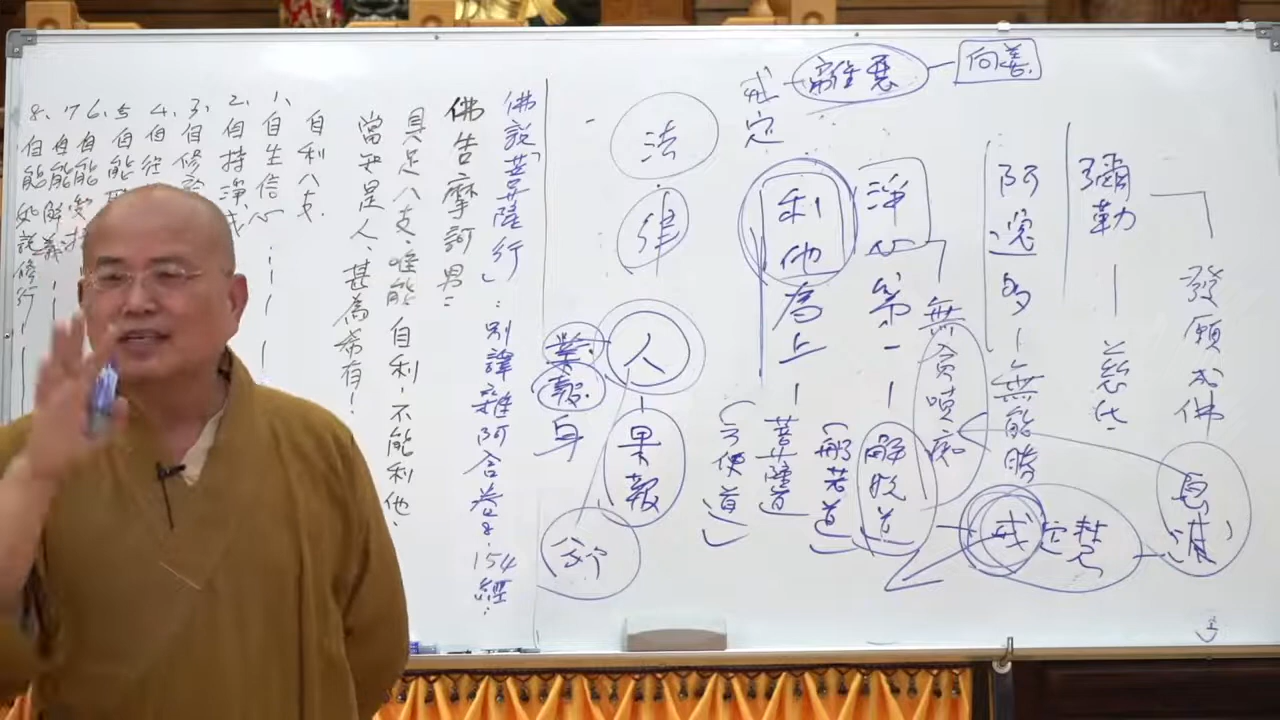 向善
離惡
戒定
發願成佛
彌勒 — 慈氏
阿逸多 — 無能勝
息滅
戒定慧
無貪嗔痴
淨心第一 — 解脫道
(般若道)
利他為上 — 菩薩道
(方便道)
法
律
人
果報
業報身
佛說「菩薩行」：別譯雜阿含卷8.154經：
佛告摩訶男：
具足八支、唯能自利，不能利他.
當知是人、甚為希有！
自利八支.
1、自生信心
2、自持淨戒
3、自修
4、自往
5、自能
6、自能受持
7、自能解義
8、自能如說修行